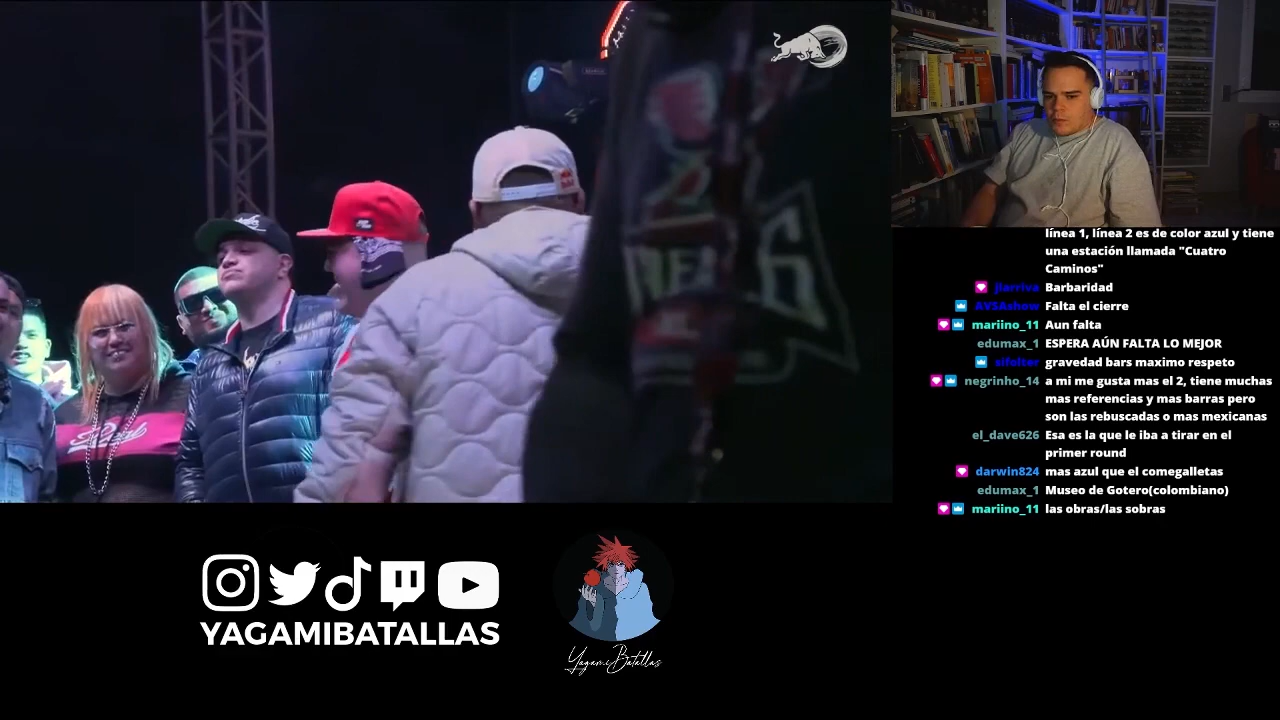 línea 1, línea 2 es de color azul y tiene
una estación llamada "Cuatro
Caminos"
jlarriva Barbaridad
AVSAshow Falta el cierre
mariino_11 Aun falta
edumax_1 ESPERA AÚN FALTA LO MEJOR
sifolter gravedad bars maximo respeto
negrinho_14 a mi me gusta mas el 2, tiene muchas
mas referencias y mas barras pero
son las rebuscadas o mas mexicanas
el_dave626 Esa es la que le iba a tirar en el
primer round
darwin824 mas azul que el comegalletas
edumax_1 Museo de Gotero(colombiano)
mariino_11 las obras/las sobras
YAGAMIBATALLAS
YagamiBatallas